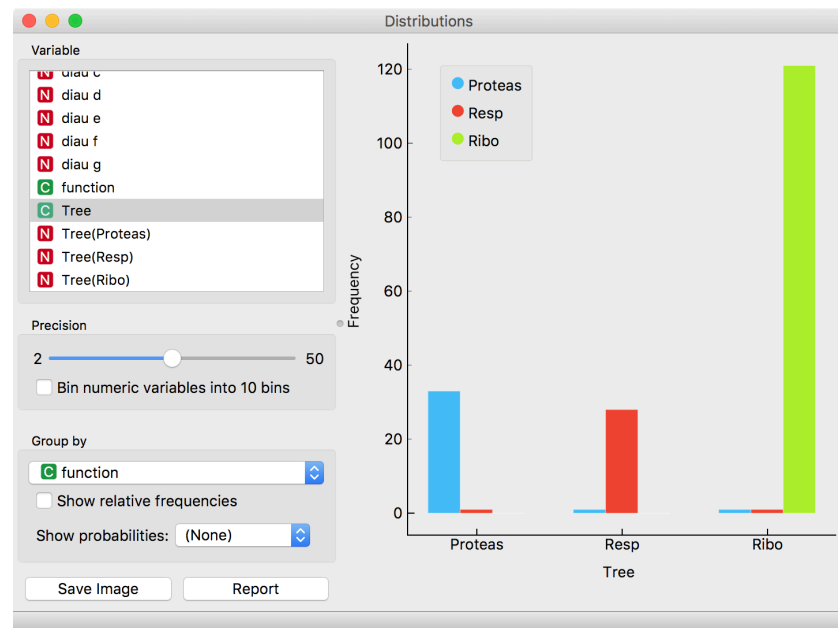 Distributions
Variable
diau c
N diau d
N diau e
N diau f
N diau g
C function
C Tree
N Tree(Proteas)
N Tree(Resp)
N Tree(Ribo)
Precision
2 50
Bin numeric variables into 10 bins
Group by
C function
Show relative frequencies
Show probabilities: (None)
Save Image Report
Proteas
Resp
Ribo
120
100
80
60
40
20
0
Frequency
Proteas Resp Ribo
Tree